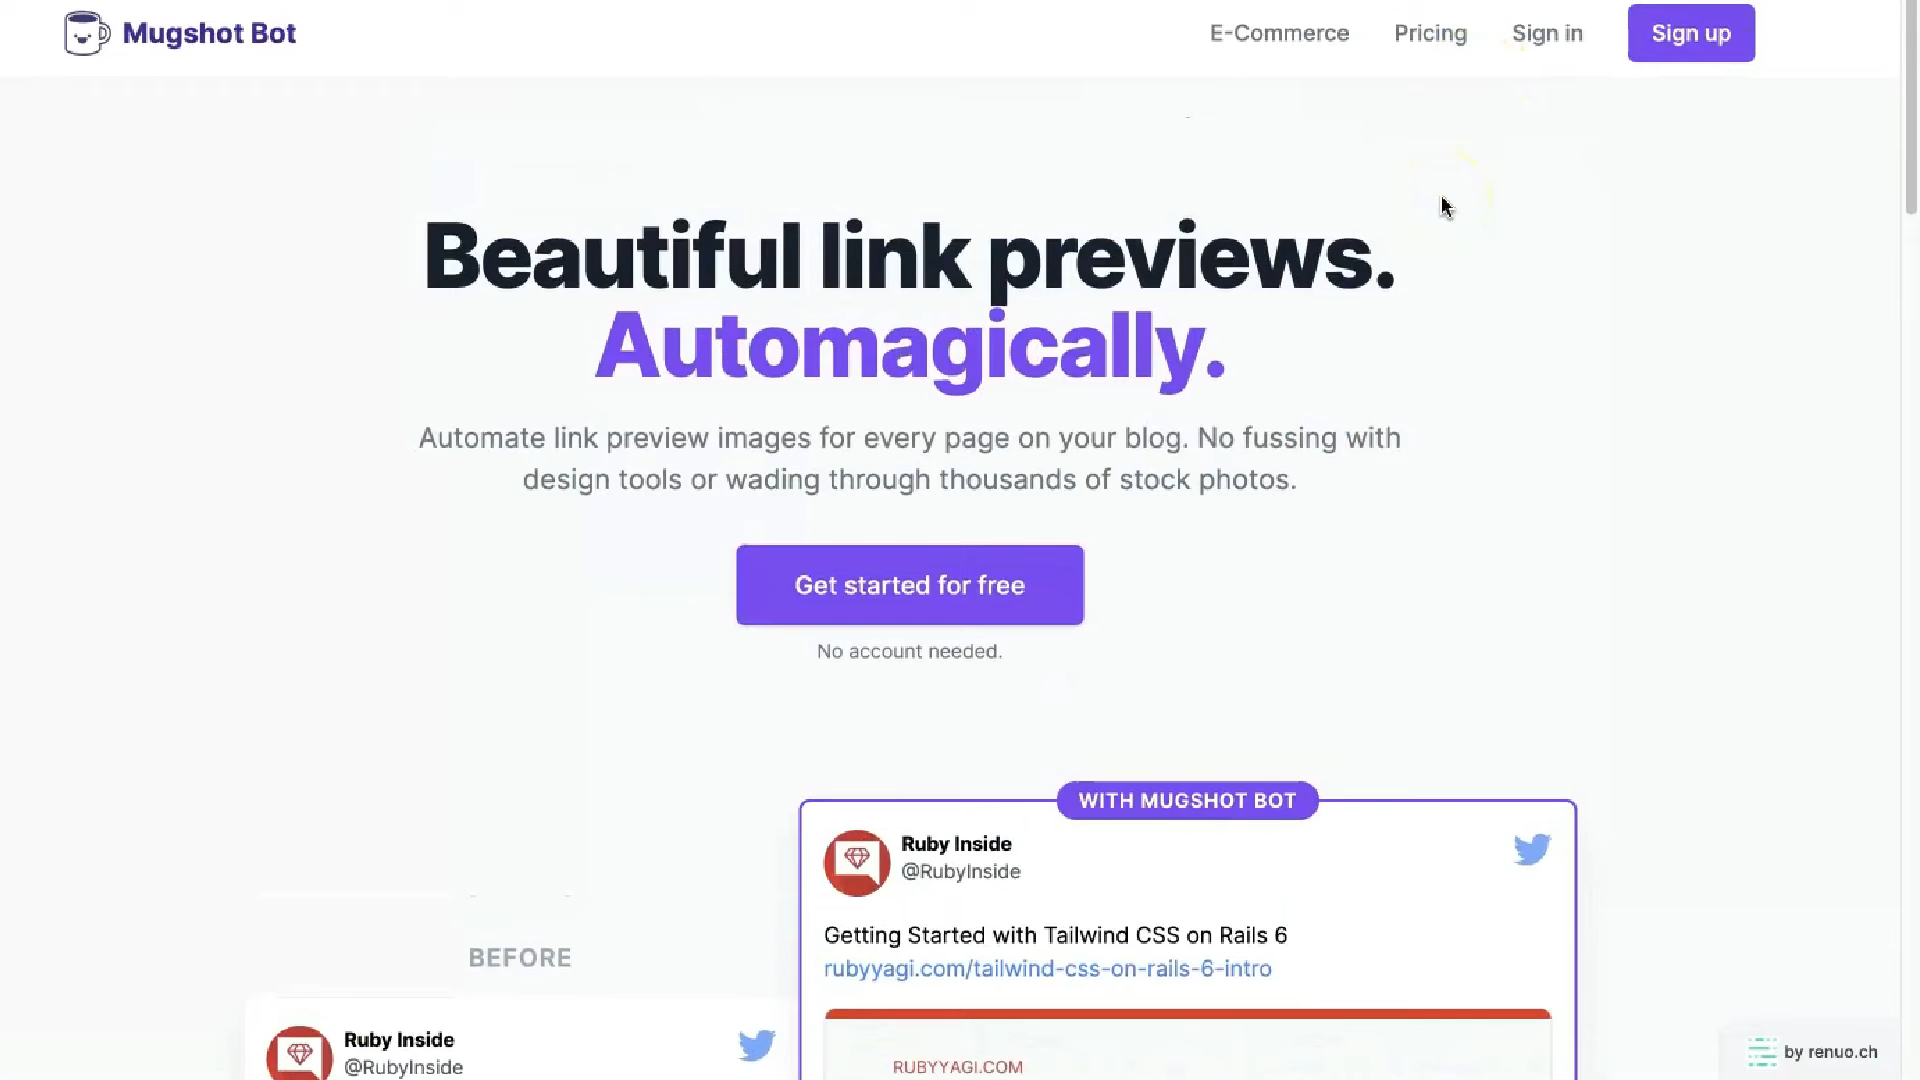 Mugshot Bot
E-Commerce
Pricing
Sign in
Sign up
Beautiful link previews.
Automagically.
Automate link preview images for every page on your blog. No fussing with
design tools or wading through thousands of stock photos.
Get started for free
No account needed.
WITH MUGSHOT BOT
Ruby Inside
@RubyInside
Getting Started with Tailwind CSS on Rails 6
rubyyagi.com/tailwind-css-on-rails-6-intro
RUBYYAGI.COM
BEFORE
Ruby Inside
@RubyInside
by renuo.ch